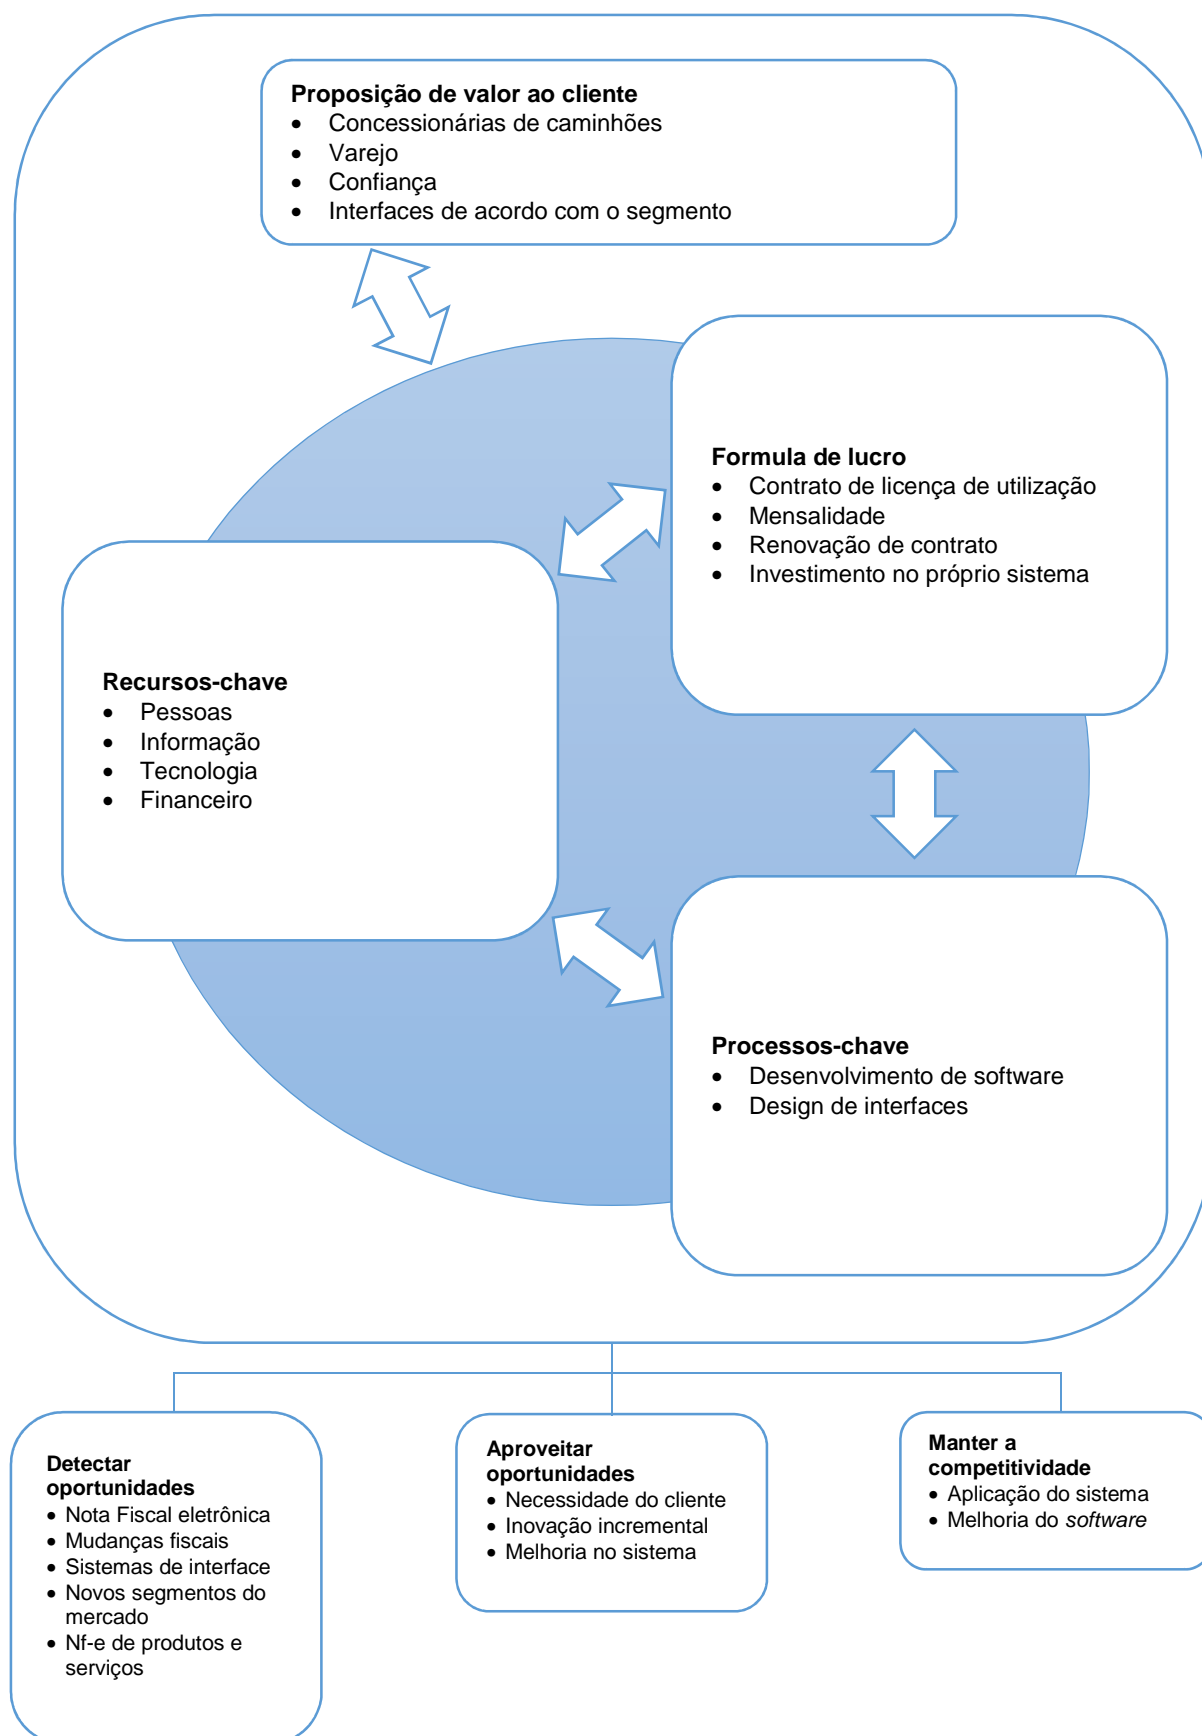 Proposição de valor ao cliente
• Concessionárias de caminhões
• Varejo
• Confiança
• Interfaces de acordo com o segmento
Formula de lucro
• Contrato de licença de utilização
• Mensalidade
• Renovação de contrato
• Investimento no próprio sistema
Recursos-chave
• Pessoas
• Informação
• Tecnologia
• Financeiro
Processos-chave
• Desenvolvimento de software
• Design de interfaces
Detectar
oportunidades
• Nota Fiscal eletrônica
• Mudanças fiscais
• Sistemas de interface
• Novos segmentos do
mercado
• Nf-e de produtos e
serviços
Aproveitar
oportunidades
• Necessidade do cliente
• Inovação incremental
• Melhoria no sistema
Manter a
competitividade
• Aplicação do sistema
• Melhoria do software